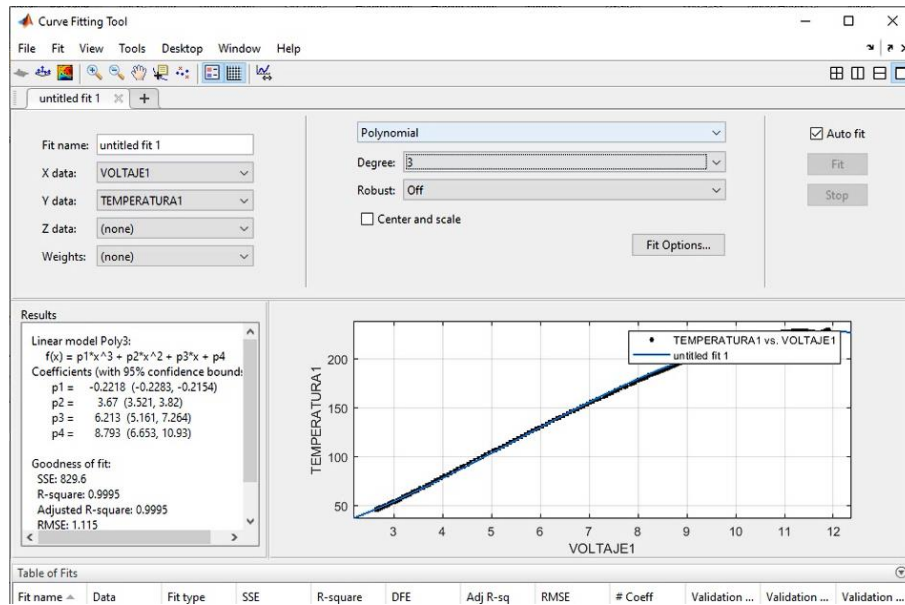 Curve Fitting Tool
File Fit View Tools Desktop Window Help
untitled fit 1
Fit name: untitled fit 1
X data: VOLTAJE1
Y data: TEMPERATURA1
Z data: (none)
Weights: (none)
Polynomial
Degree: 3
Robust: Off
Center and scale
Fit Options...
Auto fit
Fit
Stop
Results
Linear model Poly3:
f(x) = p1*x^3 + p2*x^2 + p3*x + p4
Coefficients (with 95% confidence bounds
p1 = -0.2218 (-0.2283, -0.2154)
p2 = 3.67 (3.521, 3.82)
p3 = 6.213 (5.161, 7.264)
p4 = 8.793 (6.653, 10.93)
Goodness of fit:
SSE: 829.6
R-square: 0.9995
Adjusted R-square: 0.9995
RMSE: 1.115
TEMPERATURA1 vs. VOLTAJE1
untitled fit 1
TEMPERATURA1
200
150
100
50
3 4 5 6 7 8 9 10 11 12
VOLTAJE1
Table of Fits
Fit name Data Fit type SSE R-square DFE Adj R-sq RMSE # Coeff Validation ... Validation ... Validation ...